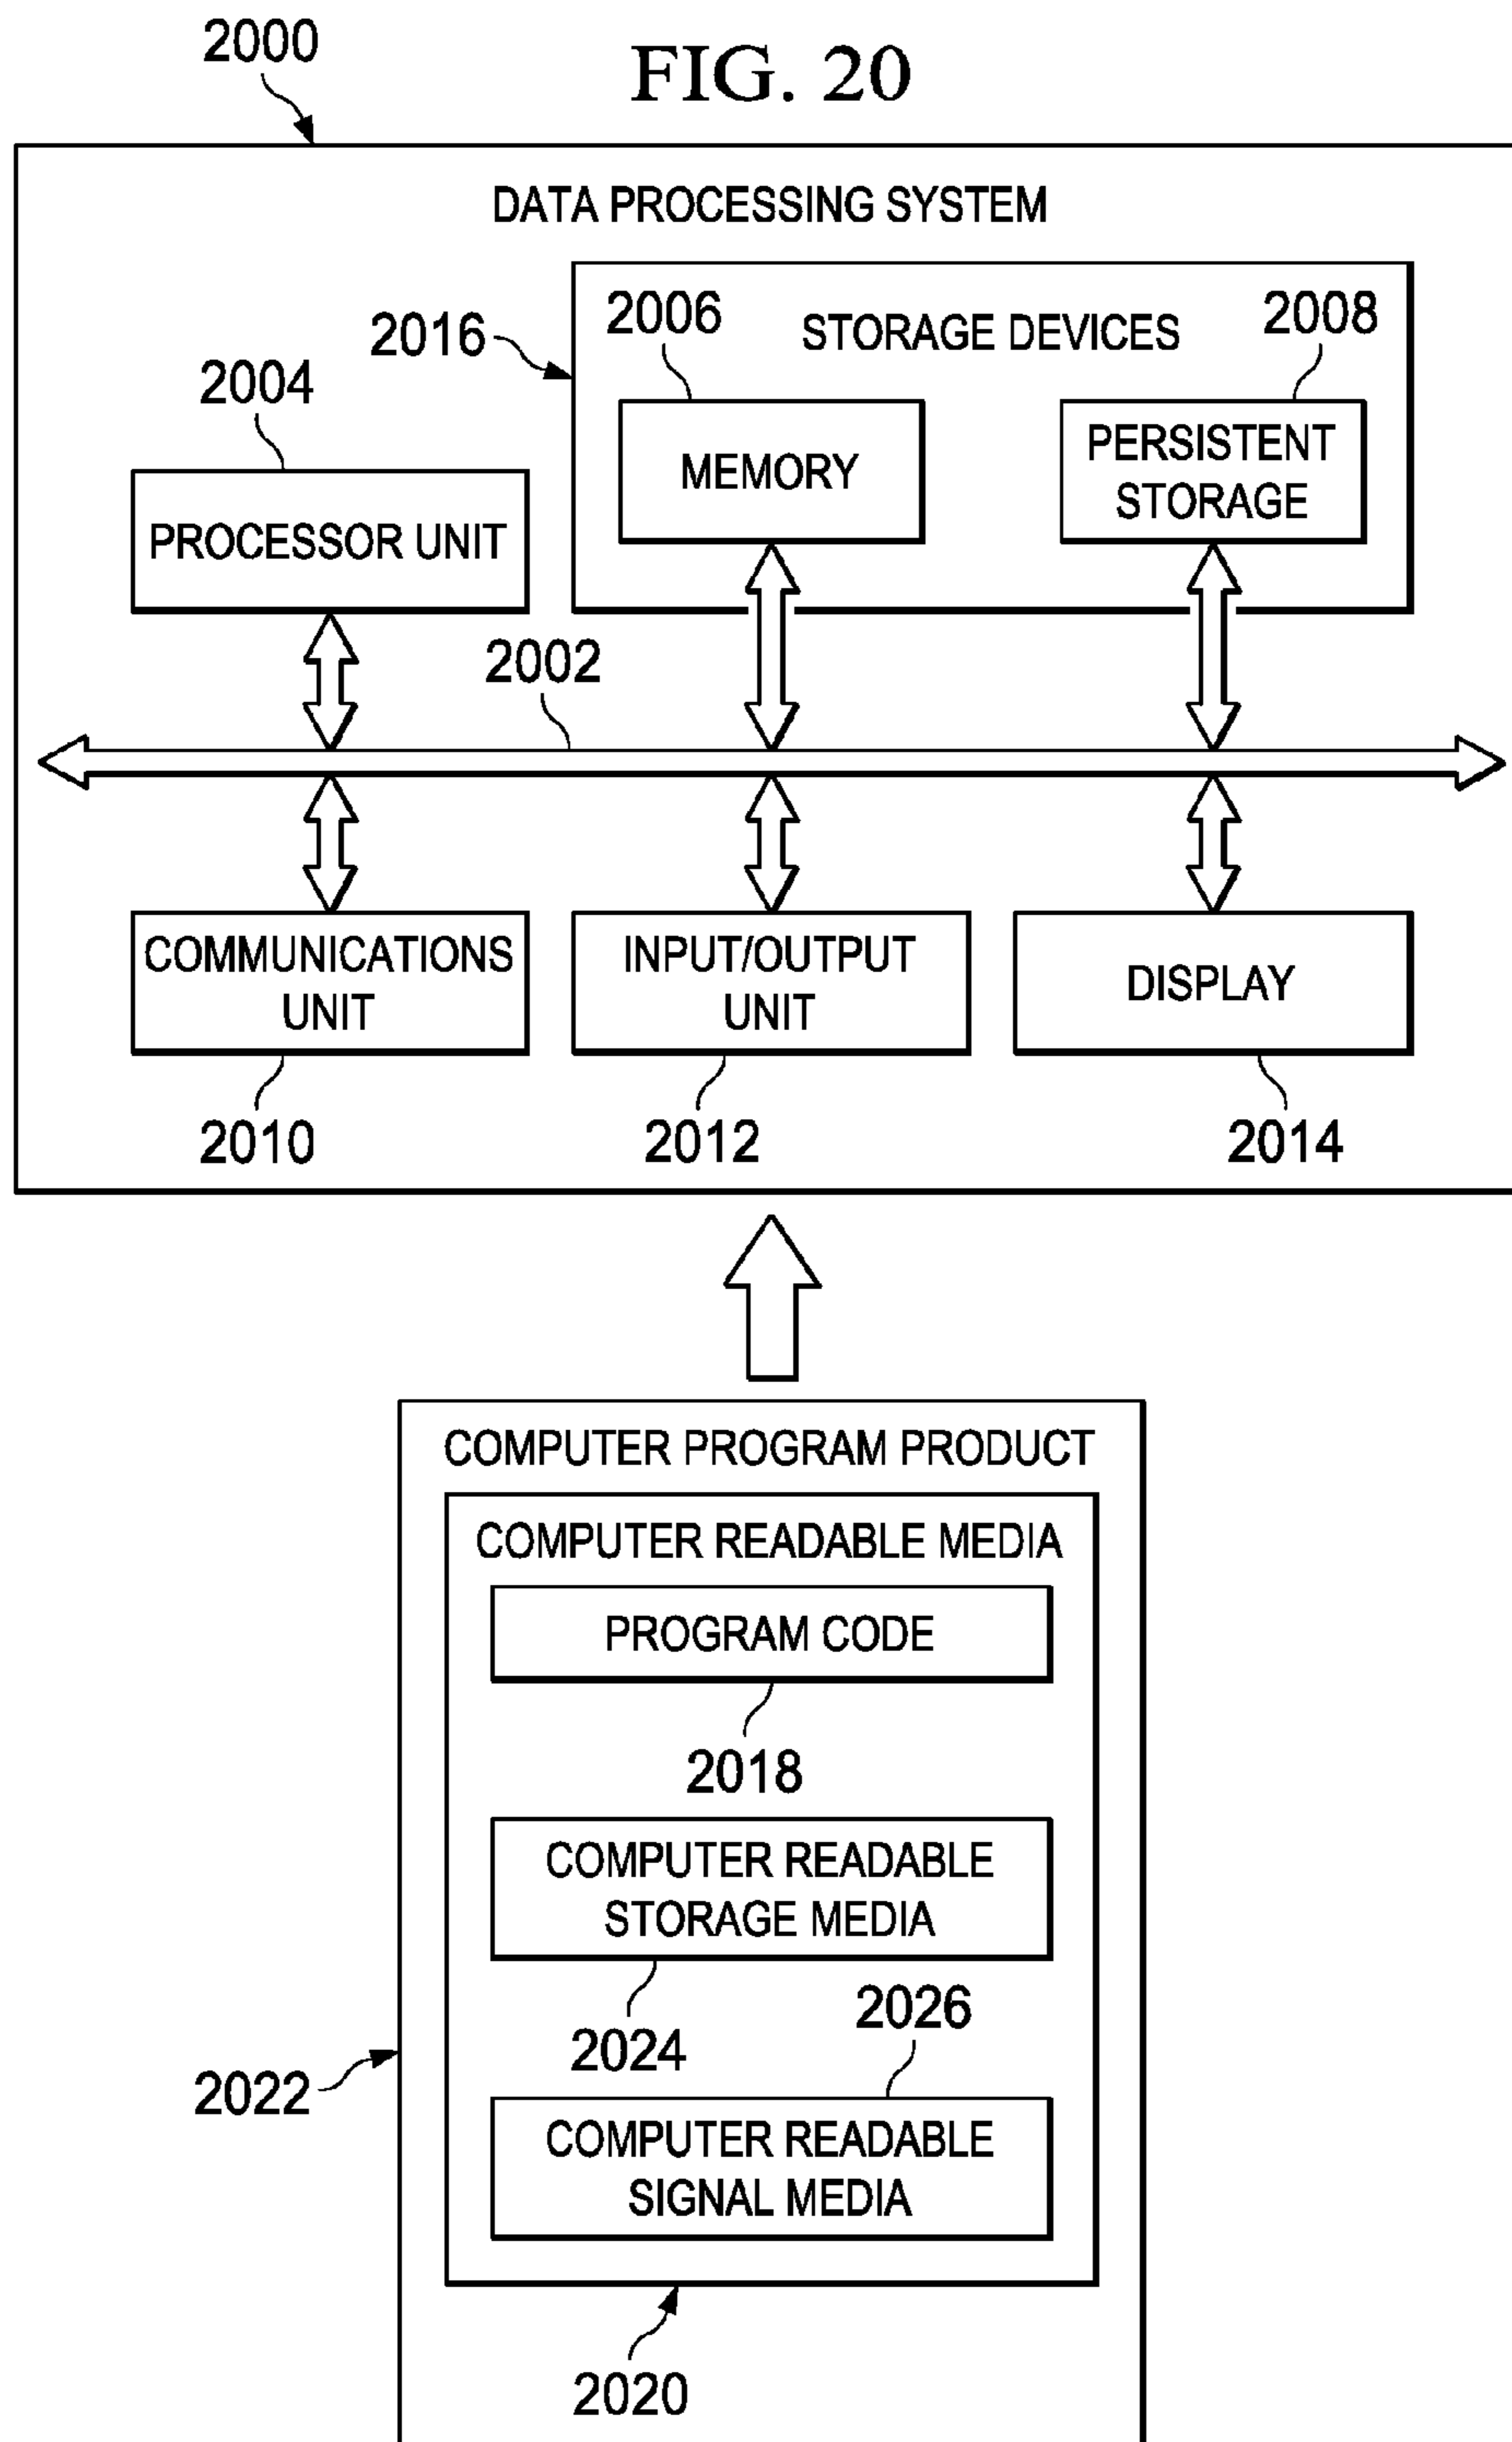 2000
FIG. 20
DATA PROCESSING SYSTEM
2016
2006
STORAGE DEVICES
2008
2004
MEMORY
PERSISTENT
STORAGE
PROCESSOR UNIT
2002
COMMUNICATIONS
UNIT
INPUT/OUTPUT
UNIT
DISPLAY
2010
2012
2014
COMPUTER PROGRAM PRODUCT
COMPUTER READABLE MEDIA
PROGRAM CODE
2018
COMPUTER READABLE
STORAGE MEDIA
2024
2026
2022
COMPUTER READABLE
SIGNAL MEDIA
2020